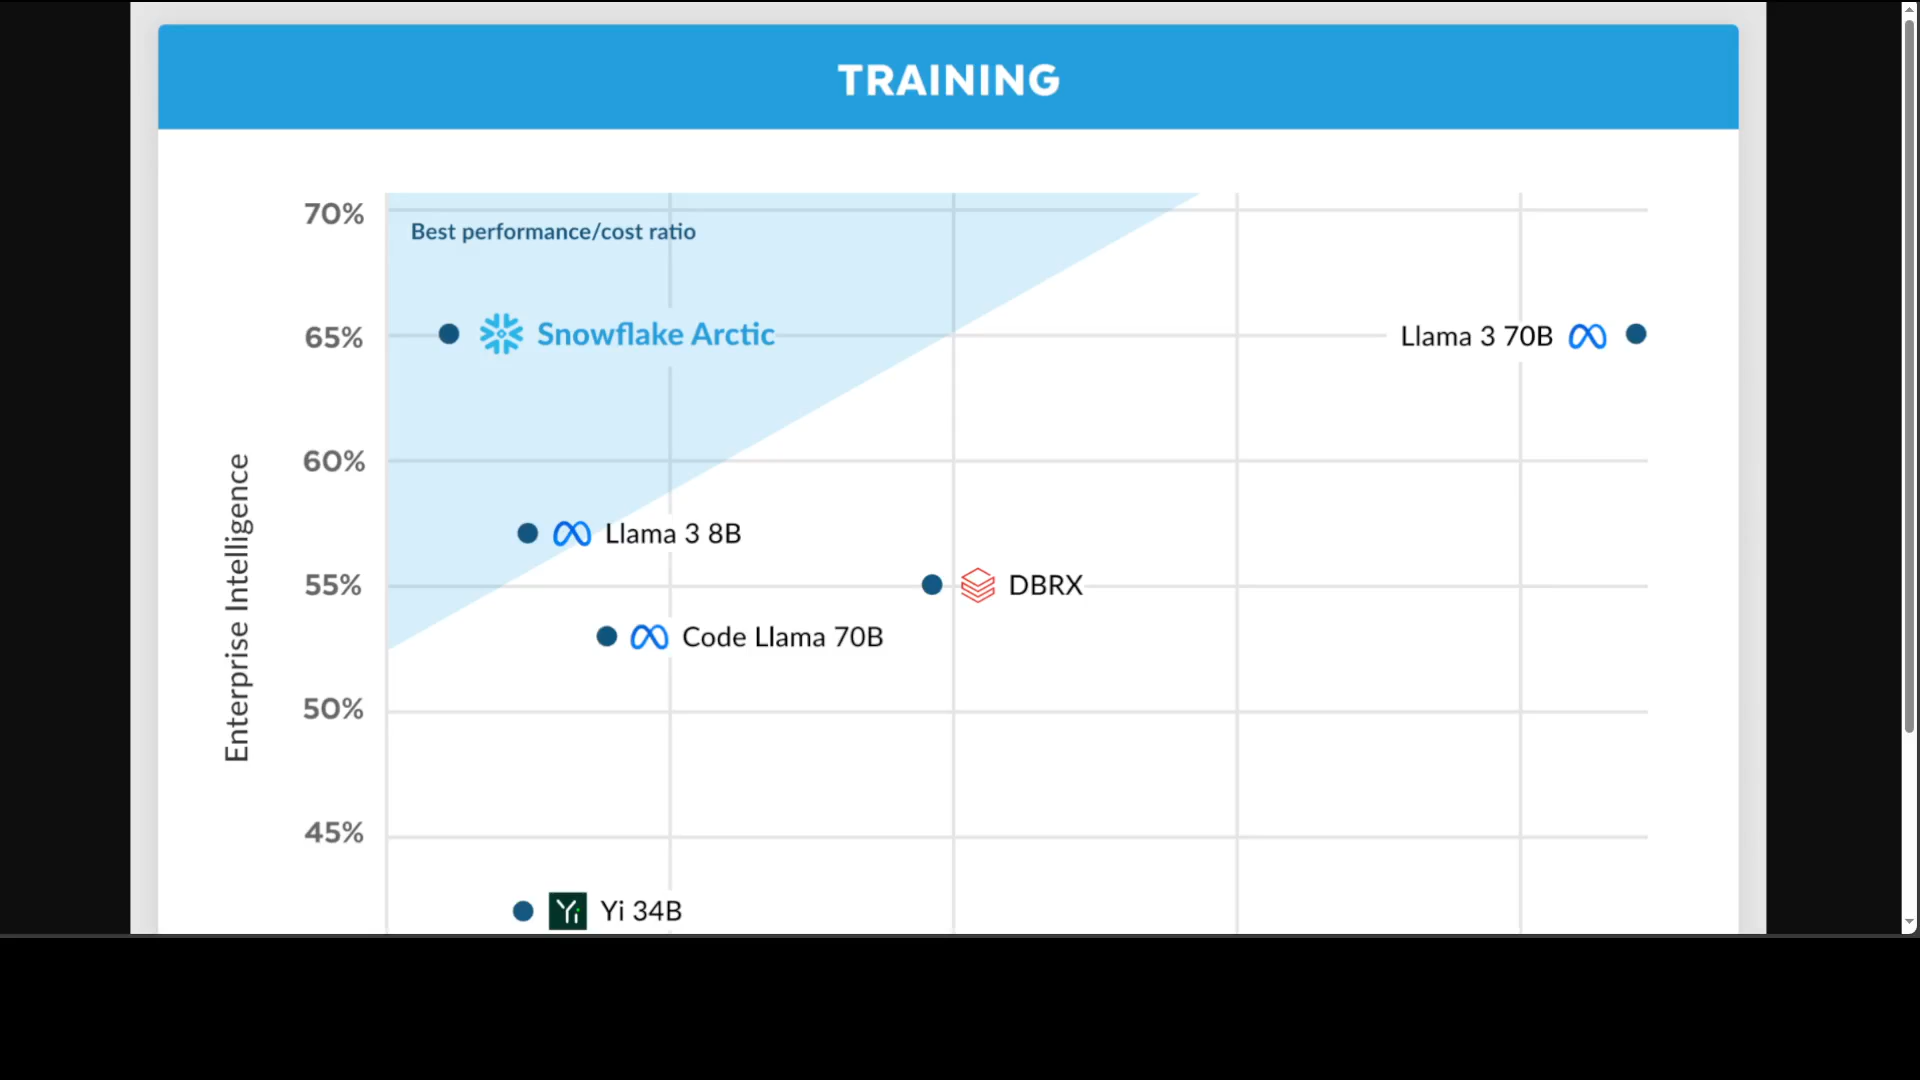 TRAINING
70%
Best performance/cost ratio
65%
Snowflake Arctic
Llama 3 70B
60%
Enterprise Intelligence
Llama 3 8B
55%
DBRX
Code Llama 70B
50%
45%
Yi
Yi 34B